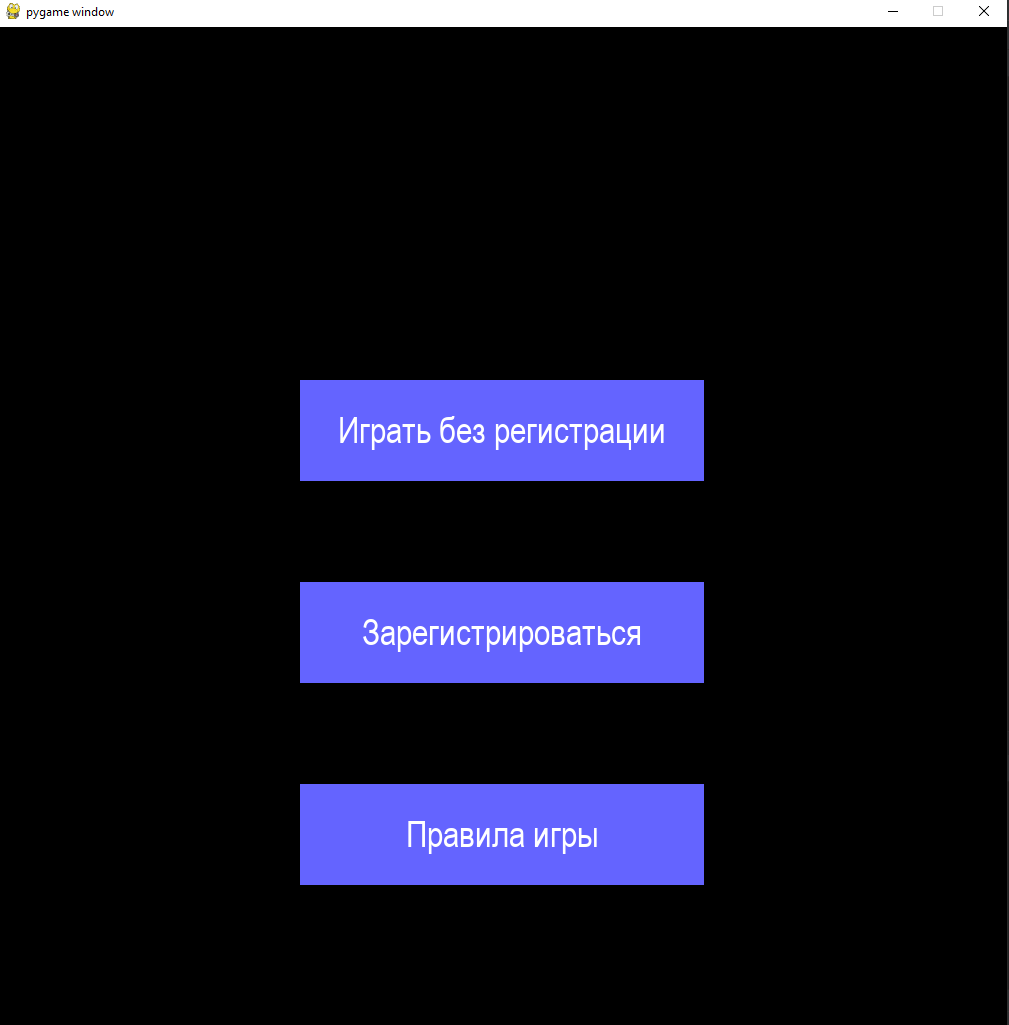 pygame window
Играть без регистрации
Зарегистрироваться
Правила игры